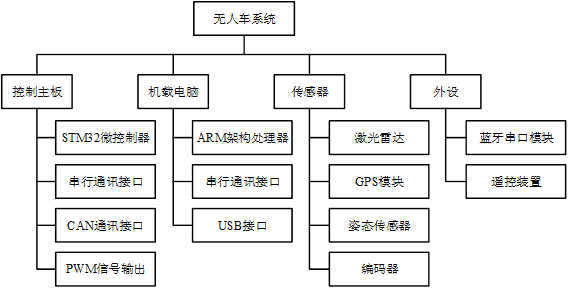 无人车系统
控制主板
机载电脑
传感器
外设
STM32微控制器
ARM架构处理器
激光雷达
蓝牙串口模块
串行通讯接口
串行通讯接口
GPS模块
遥控装置
CAN通讯接口
USB接口
姿态传感器
PWM信号输出
编码器